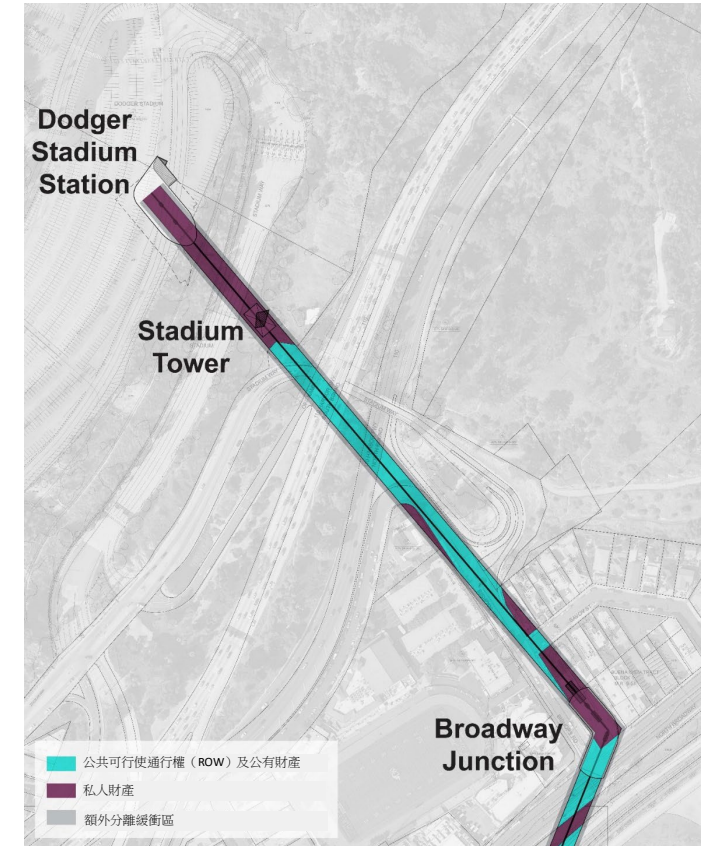 Dodger
Stadium
Station
Stadium
Tower
Broadway
Junction
公共可行使通行權（ROW）及公有財產
私人財產
額外分離緩衝區